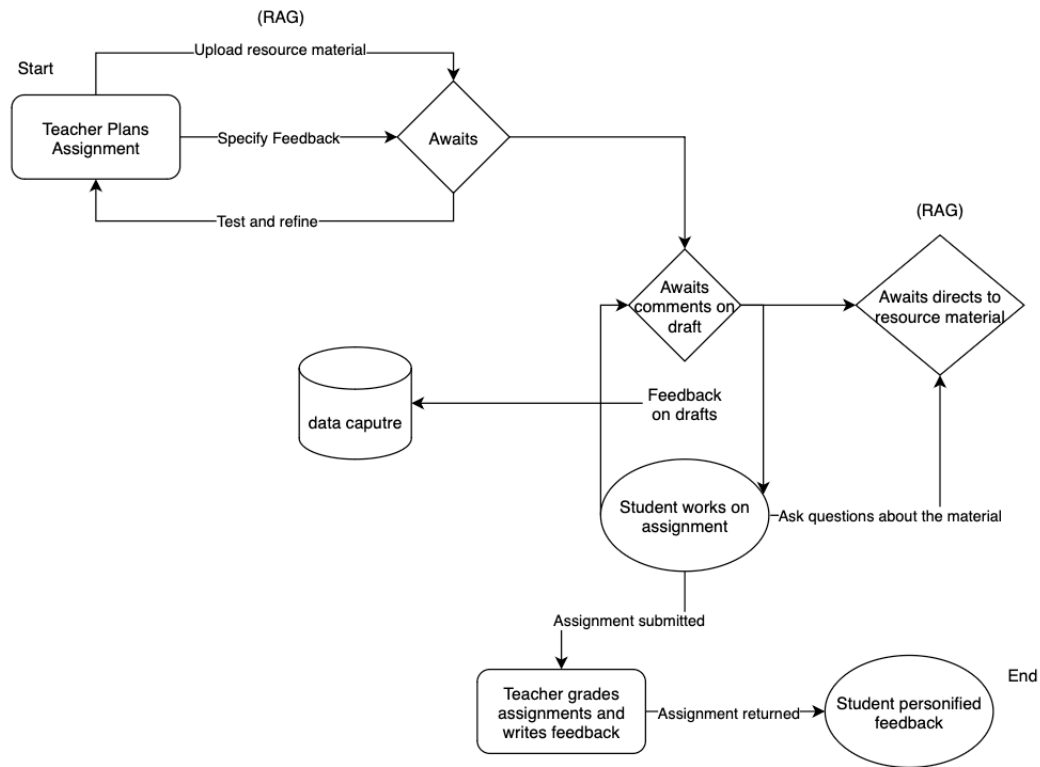 (RAG)
Upload resource material
Start
Teacher Plans
Assignment
Specify Feedback
Awaits
Test and refine
(RAG)
Awaits
comments on
draft
Awaits directs to
resource material
Feedback
on drafts
data caputre
Student works on
assignment
Ask questions about the material
Assignment submitted
Teacher grades
assignments and
writes feedback
Assignment returned
Student personified
feedback
End